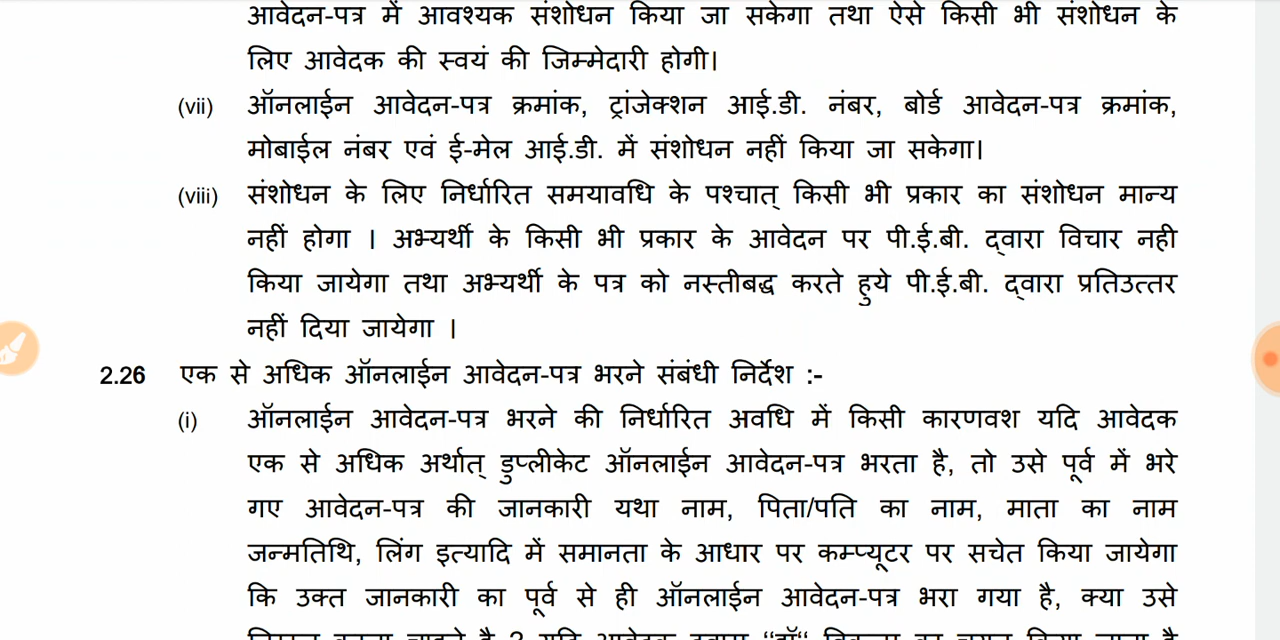 आवेदन-पत्र में आवश्यक संशोधन किया जा सकेगा तथा ऐसे किसी भी संशोधन के
लिए आवेदक की स्वयं की जिम्मेदारी होगी।
(vii) ऑनलाईन आवेदन-पत्र क्रमांक, ट्रांजेक्शन आई.डी. नंबर, बोर्ड आवेदन-पत्र क्रमांक,
मोबाईल नंबर एवं ई-मेल आई.डी. में संशोधन नहीं किया जा सकेगा।
(viii) संशोधन के लिए निर्धारित समयावधि के पश्चात् किसी भी प्रकार का संशोधन मान्य
नहीं होगा । अभ्यर्थी के किसी भी प्रकार के आवेदन पर पी.ई.बी. द्वारा विचार नही
किया जायेगा तथा अभ्यर्थी के पत्र को नस्तीबद्ध करते हुये पी.ई.बी. द्वारा प्रतिउत्तर
नहीं दिया जायेगा ।
2.26 एक से अधिक ऑनलाईन आवेदन-पत्र भरने संबंधी निर्देश :-
(i) ऑनलाईन आवेदन-पत्र भरने की निर्धारित अवधि में किसी कारणवश यदि आवेदक
एक से अधिक अर्थात् डुप्लीकेट ऑनलाईन आवेदन-पत्र भरता है, तो उसे पूर्व में भरे
गए आवेदन-पत्र की जानकारी यथा नाम, पिता/पति का नाम, माता का नाम
जन्मतिथि, लिंग इत्यादि में समानता के आधार पर कम्प्यूटर पर सचेत किया जायेगा
कि उक्त जानकारी का पूर्व से ही ऑनलाईन आवेदन-पत्र भरा गया है, क्या उसे